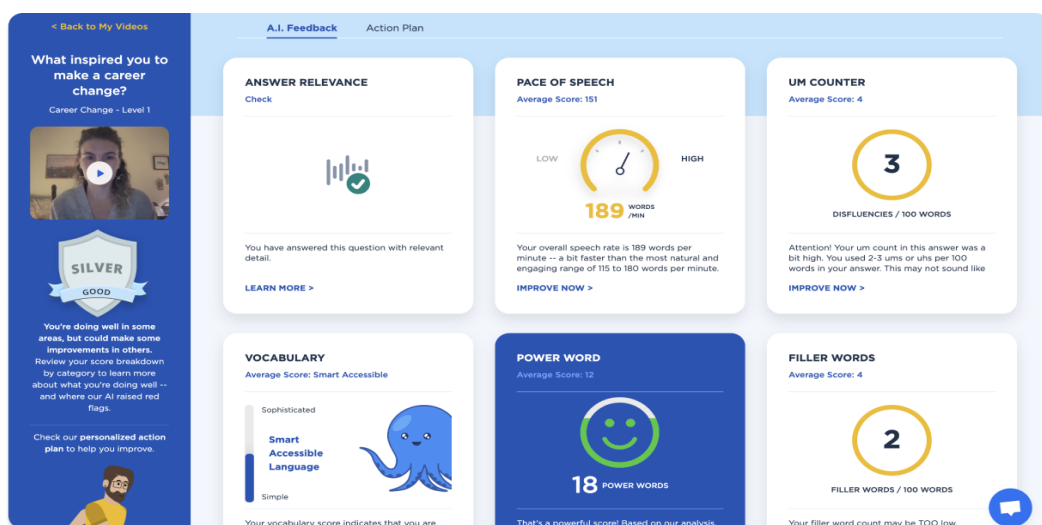 < Back to My Videos
What inspired you to
make a career
change?
Career Change - Level 1
SILVER
GOOD
You're doing well in some
areas, but could make some
improvements in others.
Review your score breakdown
by category to learn more
about what you're doing well --
and where our AI raised red
flags.
Check our personalized action
plan to help you improve.
A.I. Feedback
Action Plan
ANSWER RELEVANCE
Check
You have answered this question with relevant
detail.
LEARN MORE >
PACE OF SPEECH
Average Score: 151
LOW
HIGH
189 WORDS
/MIN
Your overall speech rate is 189 words per
minute -- a bit faster than the most natural and
engaging range of 115 to 180 words per minute.
IMPROVE NOW >
UM COUNTER
Average Score: 4
3
DISFLUENCIES / 100 WORDS
Attention! Your um count in this answer was a
bit high. You used 2-3 ums or uhs per 100
words in your answer. This may not sound like
IMPROVE NOW >
VOCABULARY
Average Score: Smart Accessible
Sophisticated
Smart
Accessible
Language
Simple
Your vocabulary score indicates that you are
POWER WORD
Average Score: 12
18 POWER WORDS
That's a powerful score! Based on our analysis,
FILLER WORDS
Average Score: 4
2
FILLER WORDS / 100 WORDS
Your filler word count may be TOO low